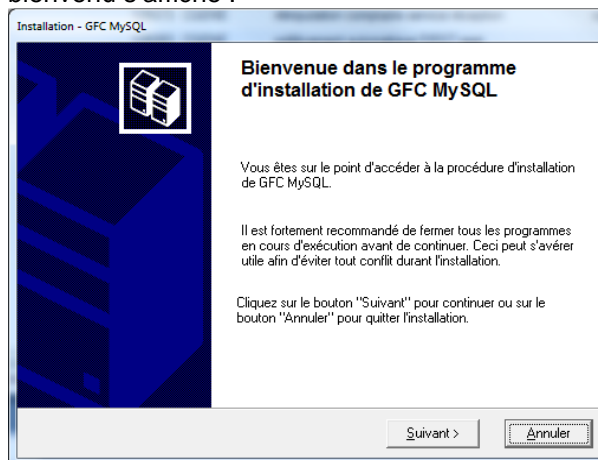 Installation - GFC MySQL
Bienvenue dans le programme
d'installation de GFC MySQL
Vous êtes sur le point d'accéder à la procédure d'installation
de GFC MySQL.
Il est fortement recommandé de fermer tous les programmes
en cours d'exécution avant de continuer. Ceci peut s'avérer
utile afin d'éviter tout conflit durant l'installation.
Cliquez sur le bouton "Suivant" pour continuer ou sur le
bouton "Annuler" pour quitter l'installation.
Suivant >
Annuler